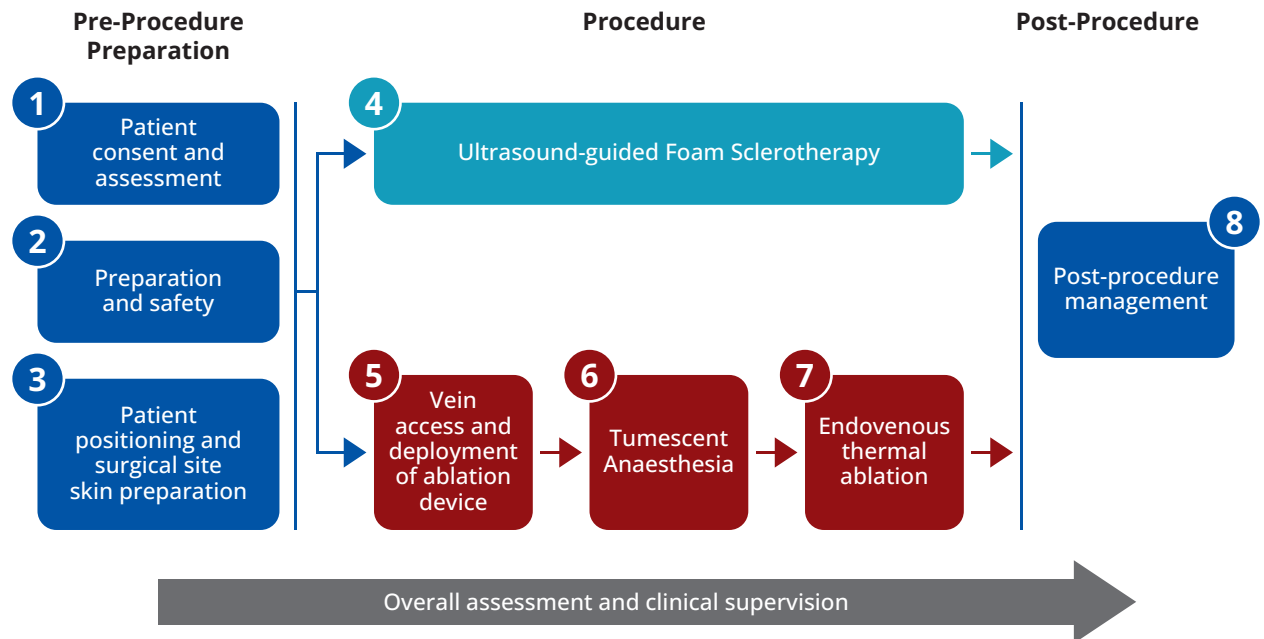 Pre-Procedure
Preparation
Procedure
Post-Procedure
1
Patient
consent and
assessment
2
Preparation
and safety
3
Patient
positioning and
surgical site
skin preparation
4
Ultrasound-guided Foam Sclerotherapy
5
Vein
access and
deployment
of ablation
device
6
Tumescent
Anaesthesia
7
Endovenous
thermal
ablation
8
Post-procedure
management
Overall assessment and clinical supervision